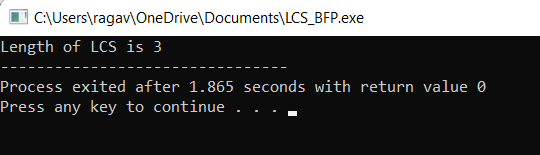 C:\Users\ragav\OneDrive\Documents\LCS_BFP.exe
Length of LCS is 3
--------------------------------
Process exited after 1.865 seconds with return value 0
Press any key to continue . . .